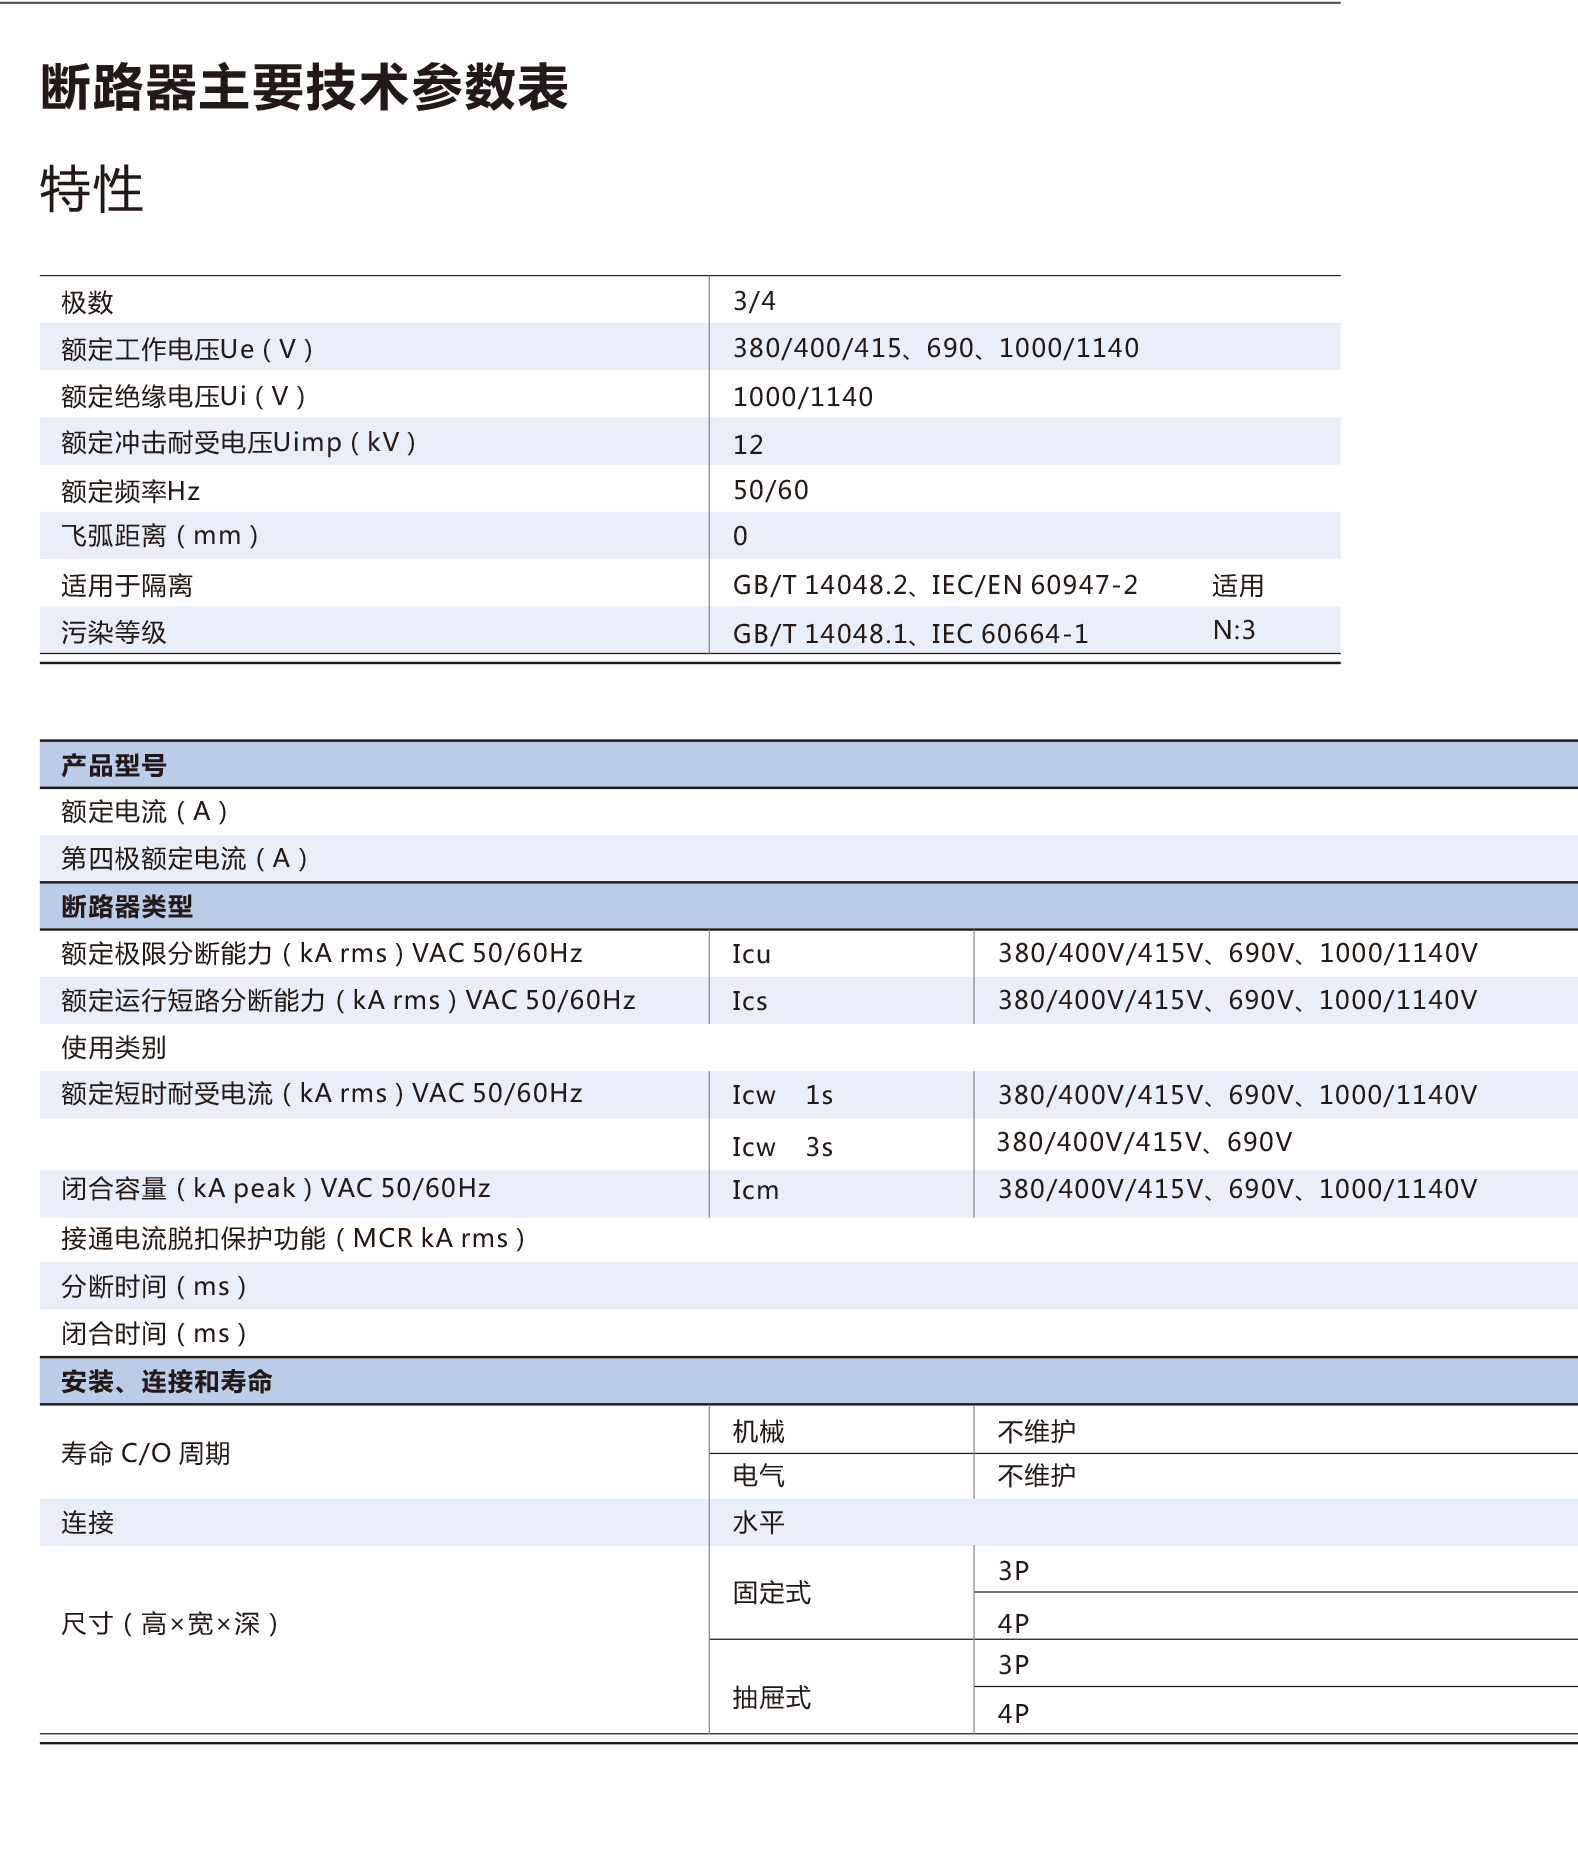 断路器主要技术参数表
特性
极数 3/4
额定工作电压Ue（V） 380/400/415、690、1000/1140
额定绝缘电压Ui（V） 1000/1140
额定冲击耐受电压Uimp（kV） 12
额定频率Hz 50/60
飞弧距离（mm） 0
适用于隔离 GB/T 14048.2、IEC/EN 60947-2 适用
污染等级 GB/T 14048.1、IEC 60664-1 N:3
产品型号
额定电流（A）
第四极额定电流（A）
断路器类型
额定极限分断能力（kA rms）VAC 50/60Hz Icu 380/400V/415V、690V、1000/1140V
额定运行短路分断能力（kA rms）VAC 50/60Hz Ics 380/400V/415V、690V、1000/1140V
使用类别
额定短时耐受电流（kA rms）VAC 50/60Hz Icw 1s 380/400V/415V、690V、1000/1140V
Icw 3s 380/400V/415V、690V
闭合容量（kA peak）VAC 50/60Hz Icm 380/400V/415V、690V、1000/1140V
接通电流脱扣保护功能（MCR kA rms）
分断时间（ms）
闭合时间（ms）
安装、连接和寿命
寿命 C/O 周期 机械 不维护
电气 不维护
连接 水平
尺寸（高×宽×深） 固定式 3P
4P
抽屉式 3P
4P